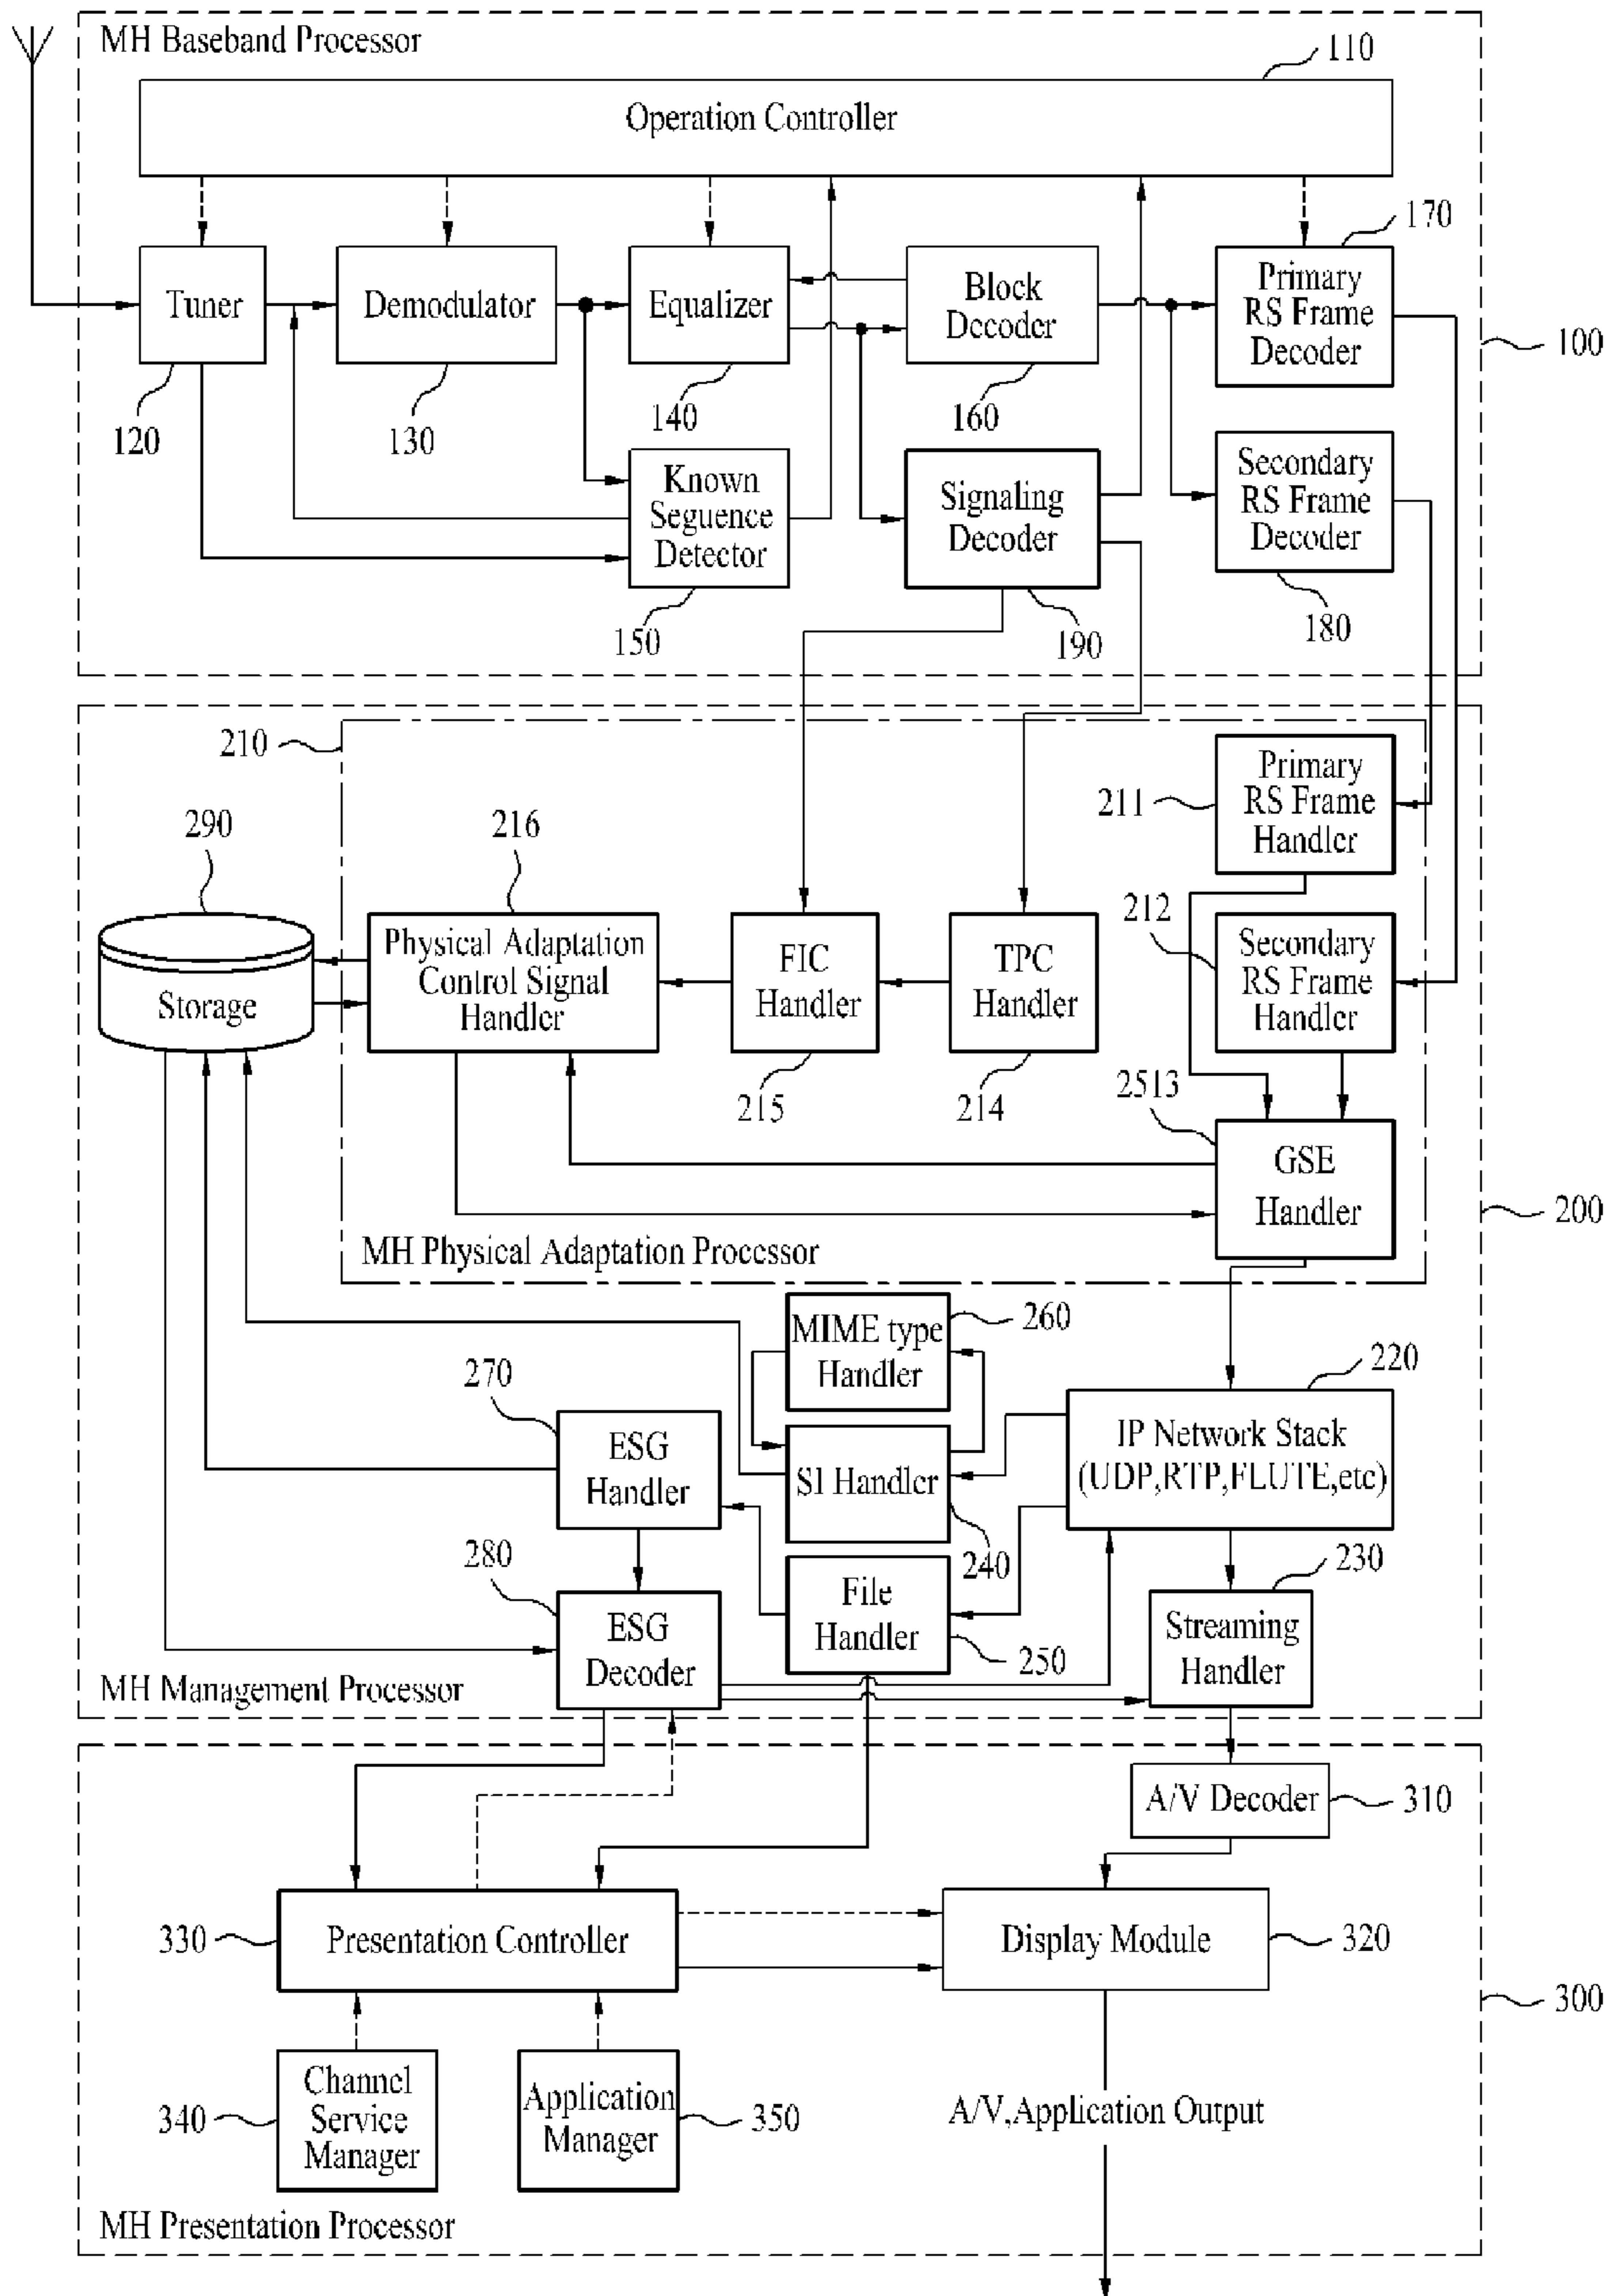 MH Baseband Processor
110
Operation Controller
170
Tuner
Demodulator
Equalizer
Block
Decoder
Primary
RS Frame
Decoder
100
120
130
140
160
Known
Seguence
Detector
Signaling
Decoder
Secondary
RS Frame
Decoder
150
190
180
210
Primary
RS Frame
Handler
211
290
216
212
Physical Adaptation
Control Signal
Handler
FIC
Handler
TPC
Handler
Secondary
RS Frame
Handler
Storage
215
214
2513
GSE
Handler
200
MH Physical Adaptation Processor
MIME type
Handler
260
270
220
ESG
Handler
SI Handler
IP Network Stack
(UDP,RTP,FLUTE,etc)
280
240
230
ESG
Decoder
File
Handler
250
Streaming
Handler
MH Management Processor
A/V Decoder
310
330
Presentation Controller
Display Module
320
300
340
Channel
Service
Manager
Application
Manager
350
A/V,Application Output
MH Presentation Processor